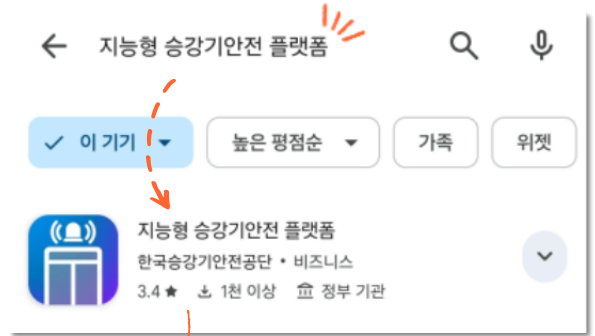 지능형 승강기안전 플랫폼
이 기기
높은 평점순
가족
위젯
지능형 승강기안전 플랫폼
한국승강기안전공단 • 비즈니스
3.4★ 1천 이상 정부 기관